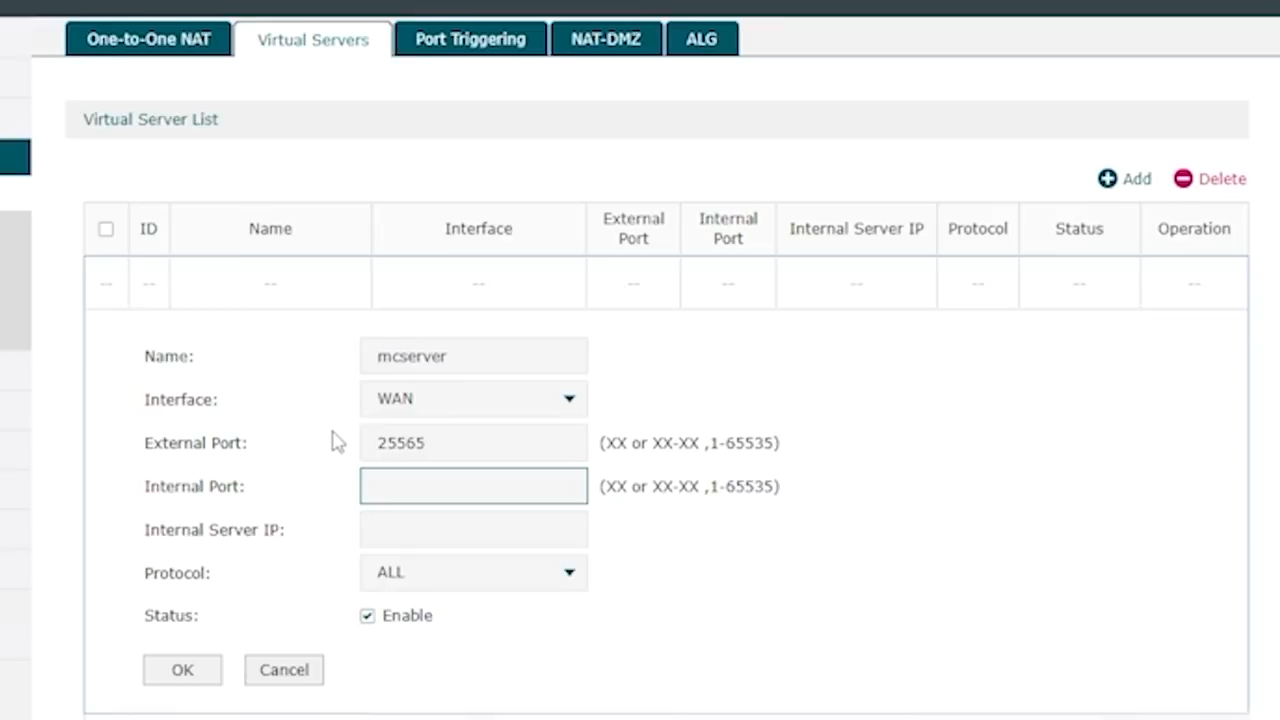 One-to-One NAT Virtual Servers Port Triggering NAT-DMZ ALG
Virtual Server List
Add Delete
ID Name Interface External Port Internal Port Internal Server IP Protocol Status Operation
-- -- -- -- -- -- -- -- -- --
Name: mcserver
Interface: WAN
External Port: 25565 (XX or XX-XX ,1-65535)
Internal Port: (XX or XX-XX ,1-65535)
Internal Server IP:
Protocol: ALL
Status: Enable
OK Cancel